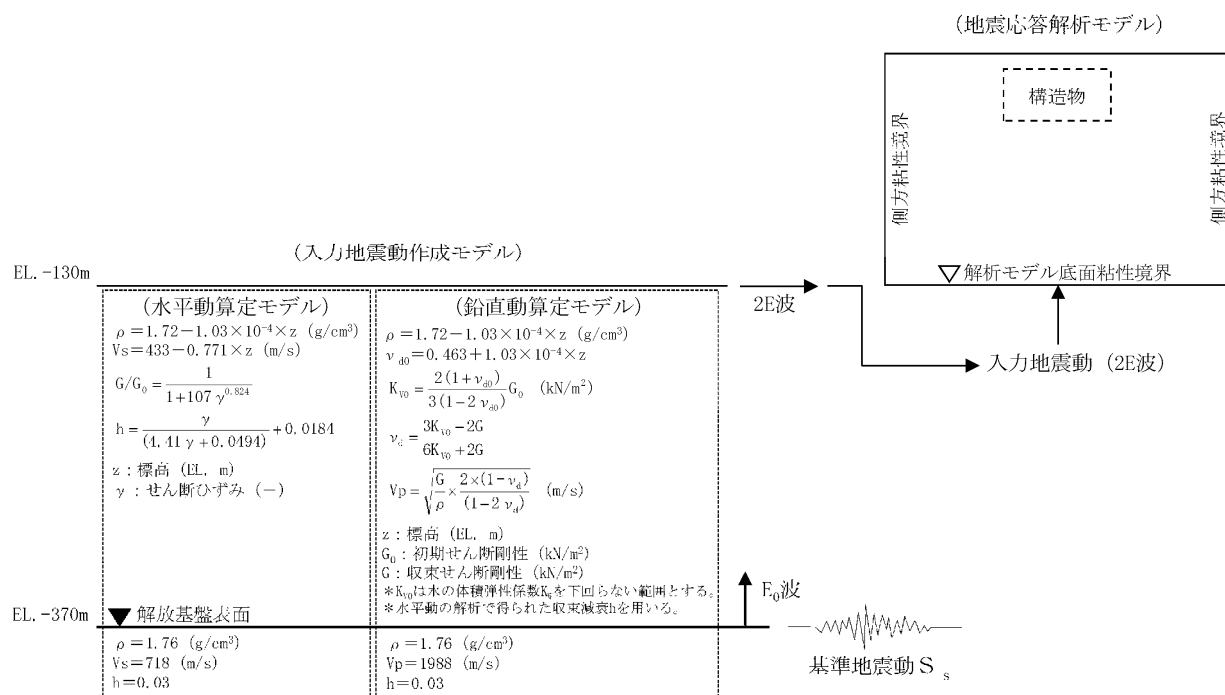 (地震応答解析モデル)
構造物
側方粘性境界
側方粘性境界
▽解析モデル底面粘性境界
(入力地震動作成モデル)
EL.-130m
2E波
入力地震動 (2E波)
(水平動算定モデル)
ρ=1.72-1.03×10⁻⁴×z (g/cm³)
Vs=433-0.771×z (m/s)
G/G₀=1/(1+107 γ^0.824)
h=γ/(4.41 γ+0.0494)+0.0184
z:標高 (EL. m)
γ:せん断ひずみ (-)
(鉛直動算定モデル)
ρ=1.72-1.03×10⁻⁴×z (g/cm³)
ν_d0=0.463+1.03×10⁻⁴×z
K_V0=2(1+ν_d0)/3(1-2ν_d0) G₀ (kN/m²)
ν_d=(3K_V0-2G)/(6K_V0+2G)
Vp=√(G/ρ×2×(1-ν_d)/(1-2ν_d)) (m/s)
z:標高 (EL. m)
G₀:初期せん断剛性 (kN/m²)
G:収束せん断剛性 (kN/m²)
*K_V0は水の体積弾性係数を下回らない範囲とする。
*水平動の解析で得られた収束減衰hを用いる。
E₀波
EL.-370m
▼解放基盤表面
ρ=1.76 (g/cm³)
Vs=718 (m/s)
h=0.03
ρ=1.76 (g/cm³)
Vp=1988 (m/s)
h=0.03
基準地震動Ss